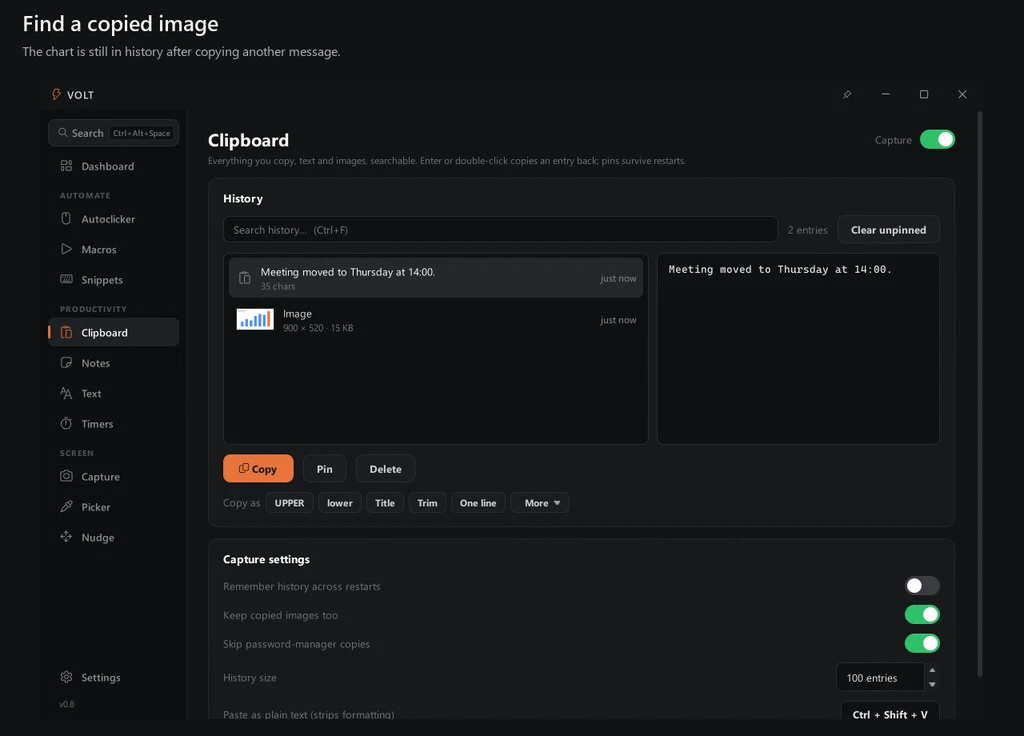 Find a copied image
The chart is still in history after copying another message.
VOLT
Search Ctrl+Alt+Space
Dashboard
AUTOMATE
Autoclicker
Macros
Snippets
PRODUCTIVITY
Clipboard
Notes
Text
Timers
SCREEN
Capture
Picker
Nudge
Settings
v0.8
Clipboard
Capture
Everything you copy, text and images, searchable. Enter or double-click copies an entry back; pins survive restarts.
History
Search history... (Ctrl+F)
2 entries
Clear unpinned
Meeting moved to Thursday at 14:00.
35 chars
just now
Image
900 × 520 · 15 KB
just now
Meeting moved to Thursday at 14:00.
Copy
Pin
Delete
Copy as
UPPER
lower
Title
Trim
One line
More
Capture settings
Remember history across restarts
Keep copied images too
Skip password-manager copies
History size
100 entries
Paste as plain text (strips formatting)
Ctrl + Shift + V